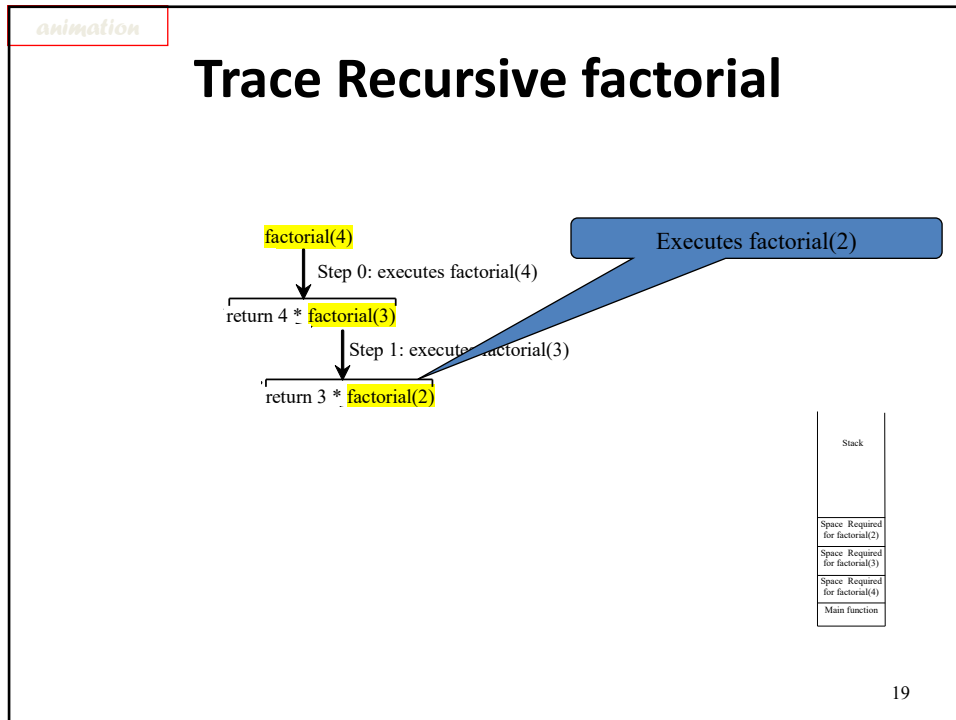 animation
Trace Recursive factorial
factorial(4)
Executes factorial(2)
Step 0: executes factorial(4)
return 4 * factorial(3)
Step 1: executes factorial(3)
return 3 * factorial(2)
Stack
Space Required
for factorial(2)
Space Required
for factorial(3)
Space Required
for factorial(4)
Main function
19